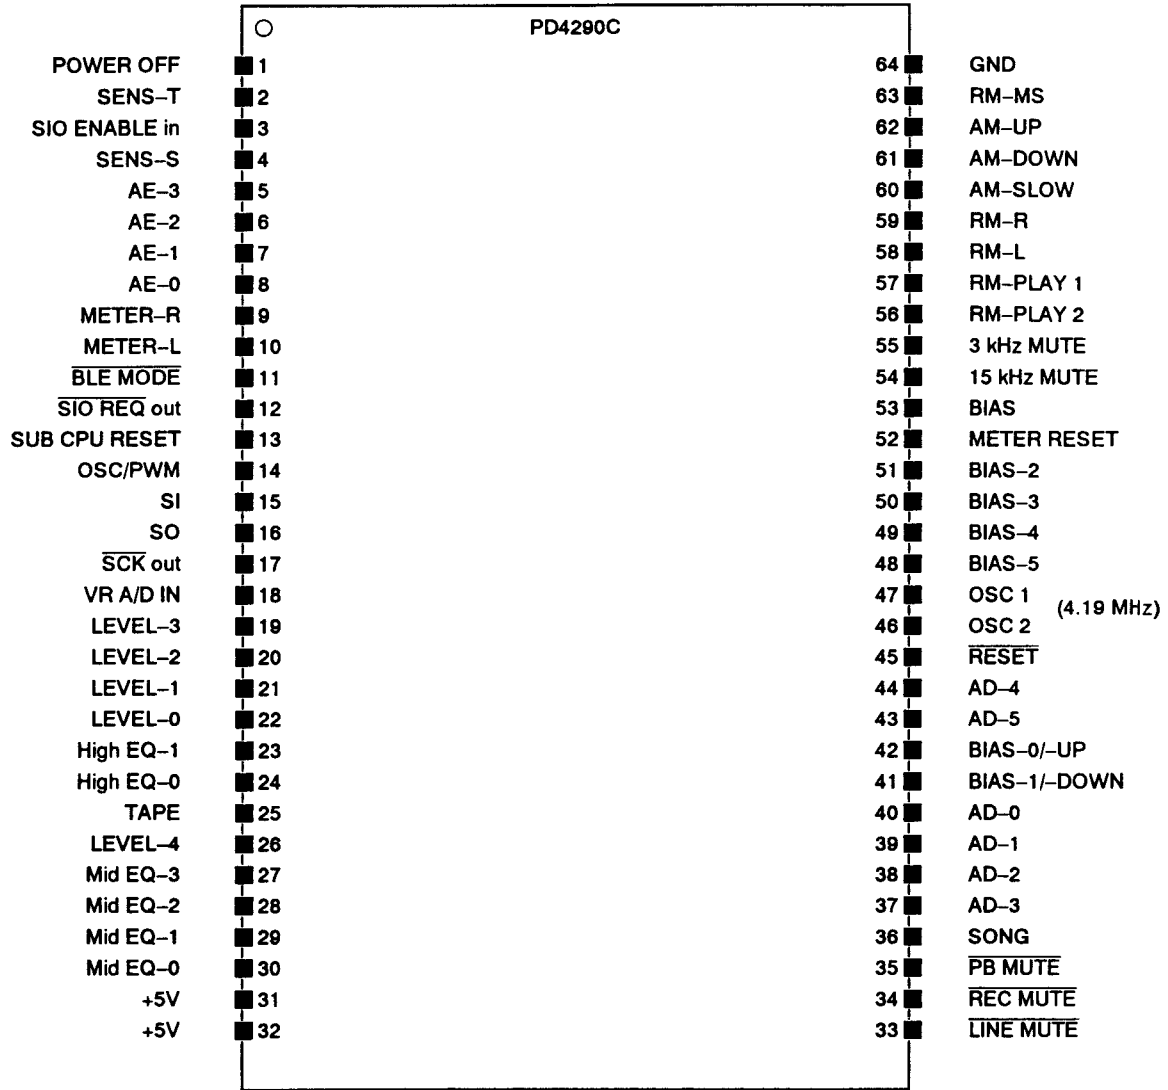 PD4290C
POWER OFF 1 64 GND
SENS-T 2 63 RM-MS
SIO ENABLE in 3 62 AM-UP
SENS-S 4 61 AM-DOWN
AE-3 5 60 AM-SLOW
AE-2 6 59 RM-R
AE-1 7 58 RM-L
AE-0 8 57 RM-PLAY 1
METER-R 9 56 RM-PLAY 2
METER-L 10 55 3 kHz MUTE
BLE MODE 11 54 15 kHz MUTE
SIO REQ out 12 53 BIAS
SUB CPU RESET 13 52 METER RESET
OSC/PWM 14 51 BIAS-2
SI 15 50 BIAS-3
SO 16 49 BIAS-4
SCK out 17 48 BIAS-5
VR A/D IN 18 47 OSC 1
(4.19 MHz)
LEVEL-3 19 46 OSC 2
LEVEL-2 20 45 RESET
LEVEL-1 21 44 AD-4
LEVEL-0 22 43 AD-5
High EQ-1 23 42 BIAS-0/-UP
High EQ-0 24 41 BIAS-1/-DOWN
TAPE 25 40 AD-0
LEVEL-4 26 39 AD-1
Mid EQ-3 27 38 AD-2
Mid EQ-2 28 37 AD-3
Mid EQ-1 29 36 SONG
Mid EQ-0 30 35 PB MUTE
+5V 31 34 REC MUTE
+5V 32 33 LINE MUTE